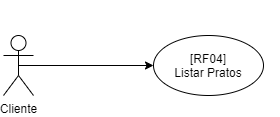 [RF04]
Listar Pratos
Cliente